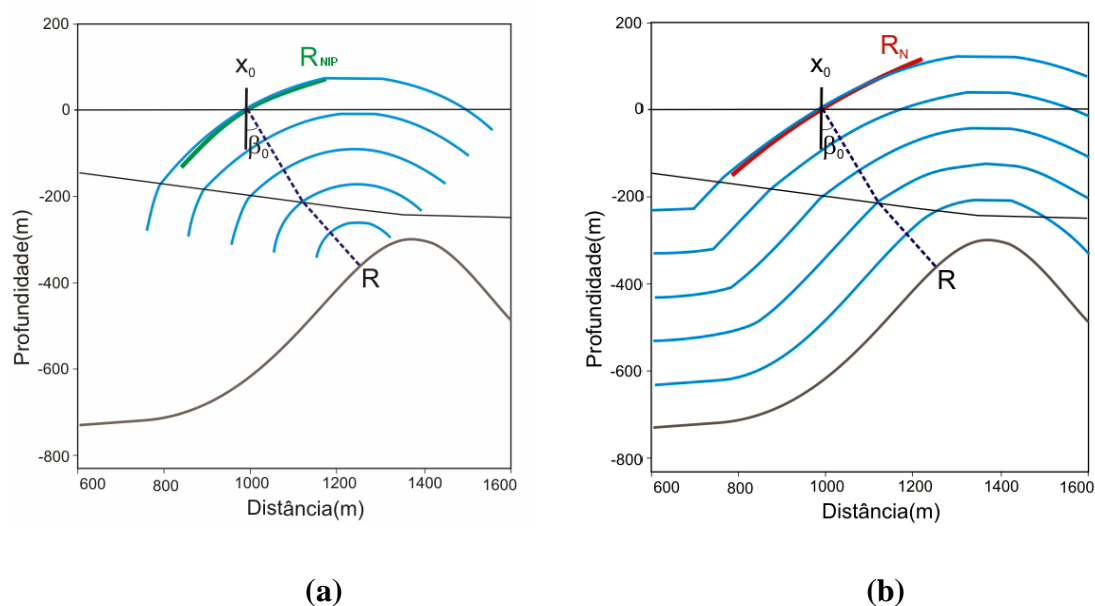 200
0
-200
-400
-600
-800
Profundidade(m)
X₀
R_NIP
β₀
R
600 800 1000 1200 1400 1600
Distância(m)
(a)
200
0
-200
-400
-600
-800
Profundidade(m)
X₀
R_N
β₀
R
600 800 1000 1200 1400 1600
Distância(m)
(b)